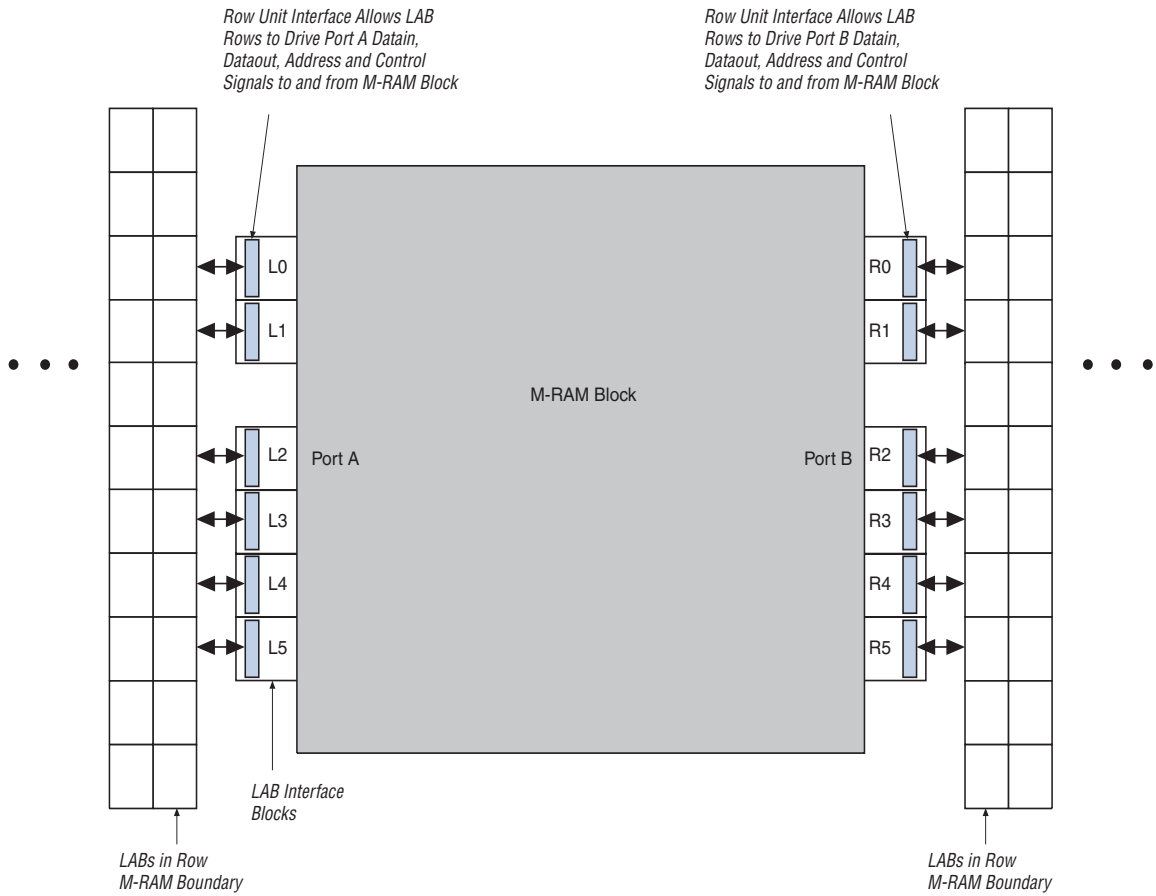 Row Unit Interface Allows LAB
Rows to Drive Port A Datain,
Dataout, Address and Control
Signals to and from M-RAM Block
Row Unit Interface Allows LAB
Rows to Drive Port B Datain,
Dataout, Address and Control
Signals to and from M-RAM Block
L0
R0
L1
R1
M-RAM Block
L2
Port A
Port B
R2
L3
R3
L4
R4
L5
R5
LAB Interface
Blocks
LABs in Row
M-RAM Boundary
LABs in Row
M-RAM Boundary